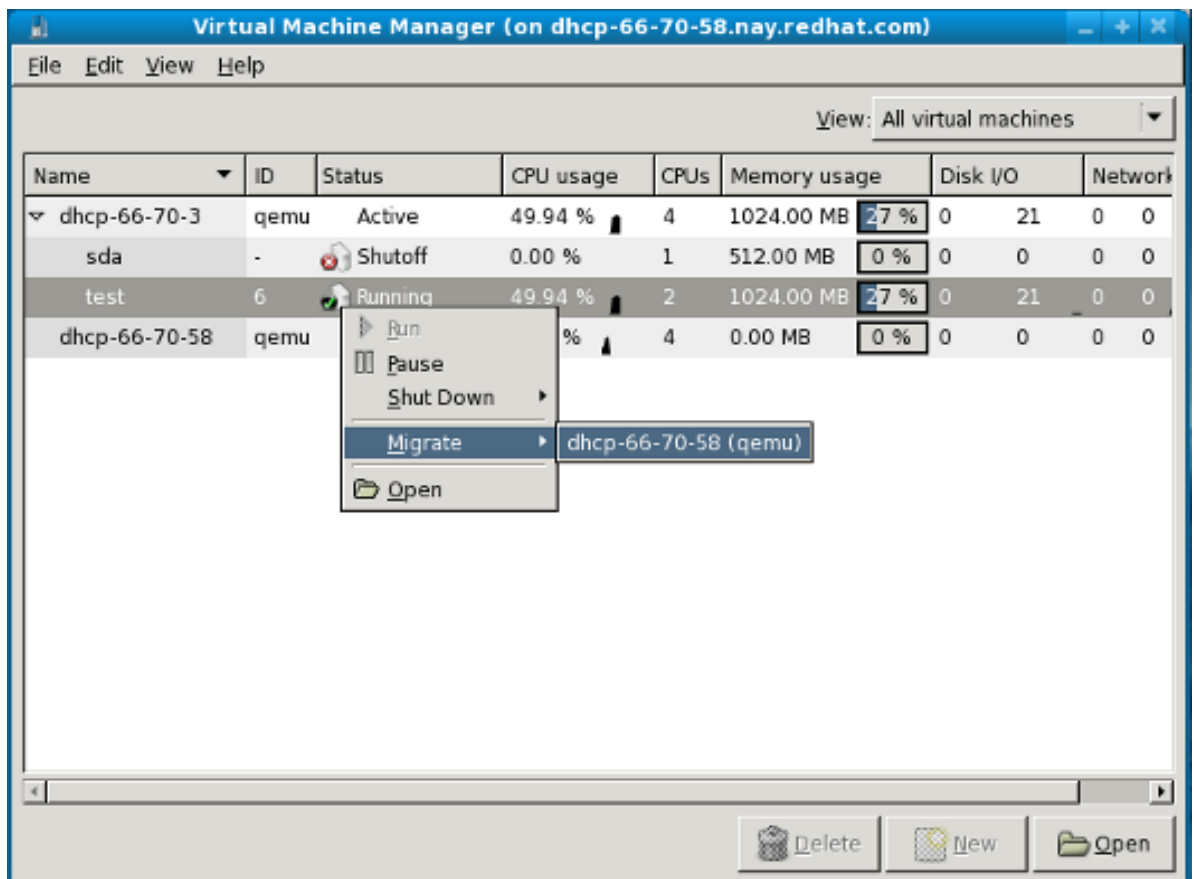 Virtual Machine Manager (on dhcp-66-70-58.nay.redhat.com)
File Edit View Help
View: All virtual machines
Name ID Status CPU usage CPUs Memory usage Disk I/O Network
dhcp-66-70-3 qemu Active 49.94 % 4 1024.00 MB 27 % 0 21 0 0
sda - Shutoff 0.00 % 1 512.00 MB 0 % 0 0 0 0
test 6 Running 49.94 % 2 1024.00 MB 27 % 0 21 0 0
dhcp-66-70-58 qemu % 4 0.00 MB 0 % 0 0 0 0
Run
Pause
Shut Down
Migrate dhcp-66-70-58 (qemu)
Open
Delete New Open